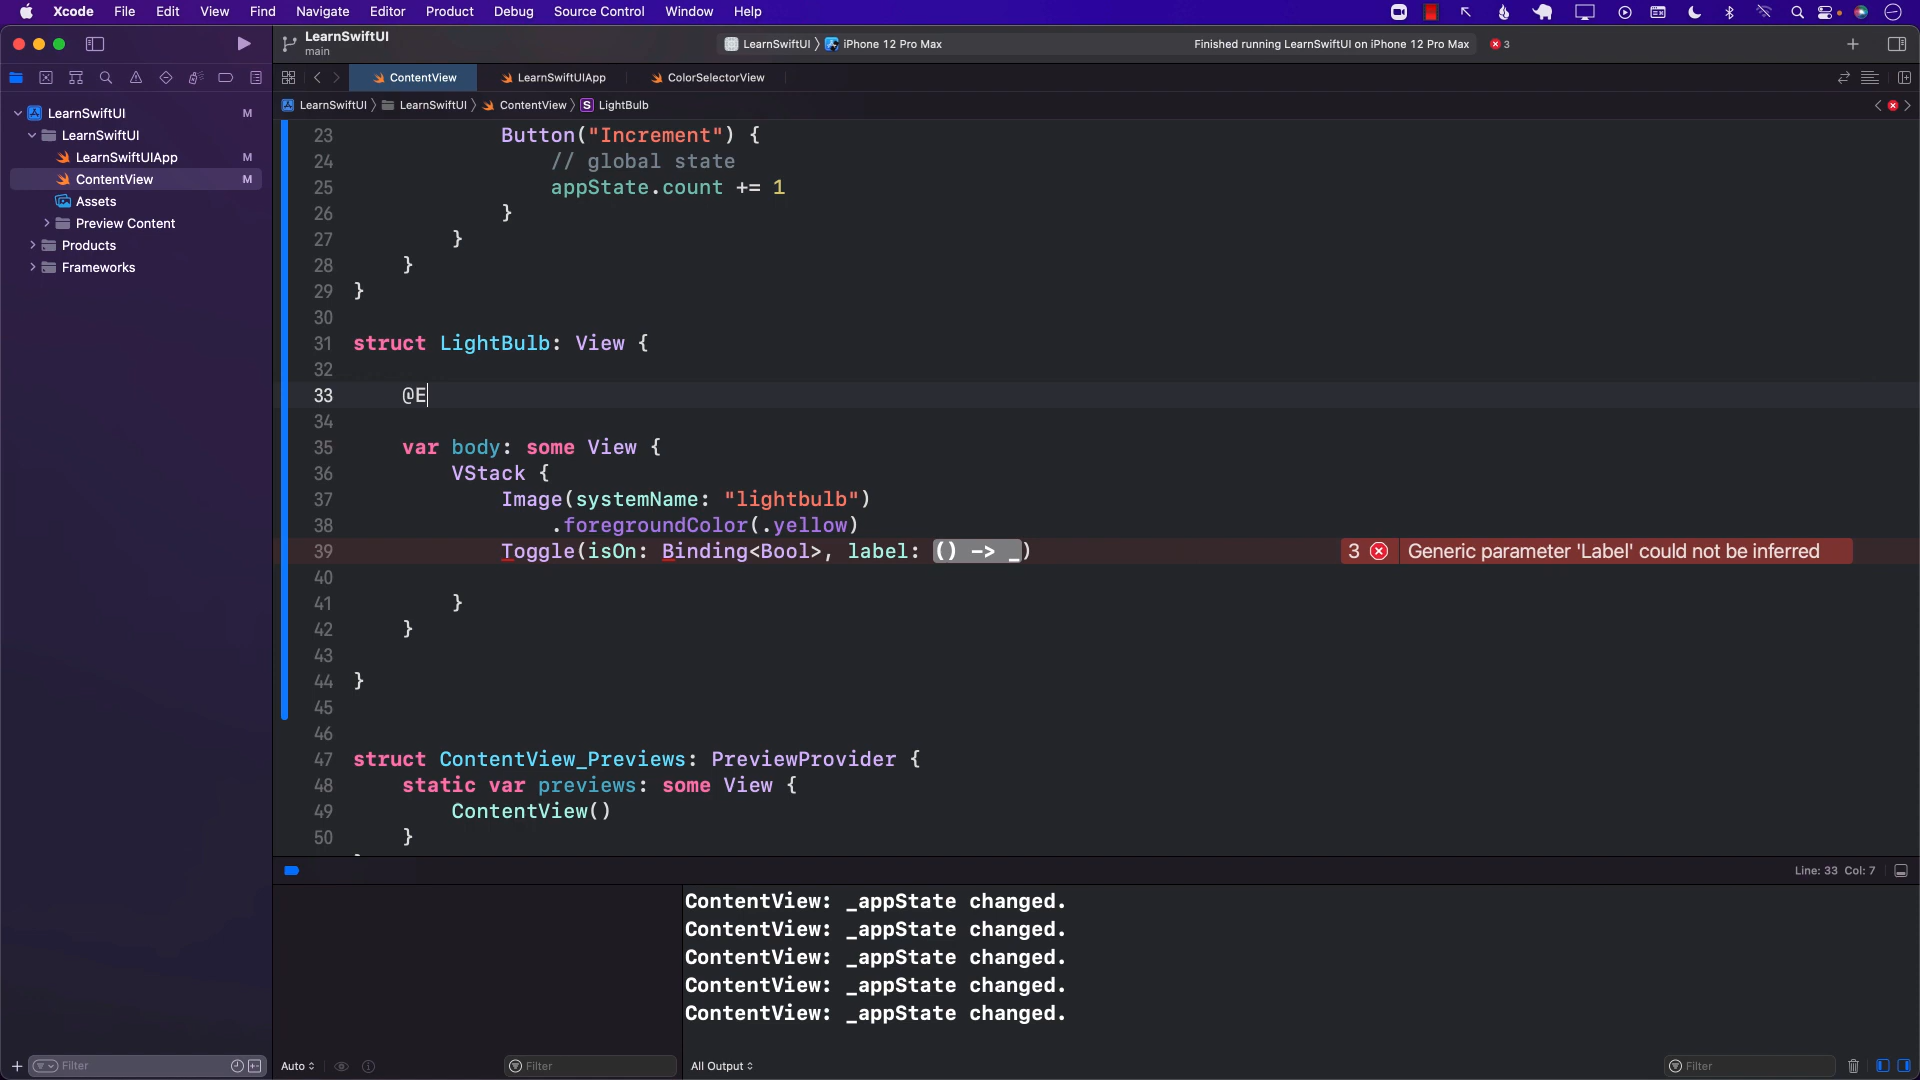 Xcode File Edit View Find Navigate Editor Product Debug Source Control Window Help
LearnSwiftUI
main
LearnSwiftUI 〉 iPhone 12 Pro Max
Finished running LearnSwiftUI on iPhone 12 Pro Max
3
ContentView
LearnSwiftUIApp
ColorSelectorView
LearnSwiftUI 〉 LearnSwiftUI 〉 ContentView 〉 S LightBulb
LearnSwiftUI M
LearnSwiftUI
LearnSwiftUIApp M
ContentView M
Assets
Preview Content
Products
Frameworks
23 Button("Increment") {
24 // global state
25 appState.count += 1
26 }
27 }
28 }
29 }
30
31 struct LightBulb: View {
32
33 @E
34
35 var body: some View {
36 VStack {
37 Image(systemName: "lightbulb")
38 .foregroundColor(.yellow)
39 Toggle(isOn: Binding<Bool>, label: () -> _)
3 Generic parameter 'Label' could not be inferred
40
41 }
42 }
43
44 }
45
46
47 struct ContentView_Previews: PreviewProvider {
48 static var previews: some View {
49 ContentView()
50 }
Line: 33 Col: 7
ContentView: _appState changed.
ContentView: _appState changed.
ContentView: _appState changed.
ContentView: _appState changed.
ContentView: _appState changed.
Filter
Auto
Filter
All Output
Filter